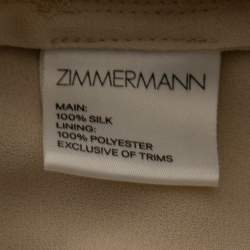 ZIMMERMANN
MAIN:
100% SILK
LINING:
100% POLYESTER
EXCLUSIVE OF TRIMS